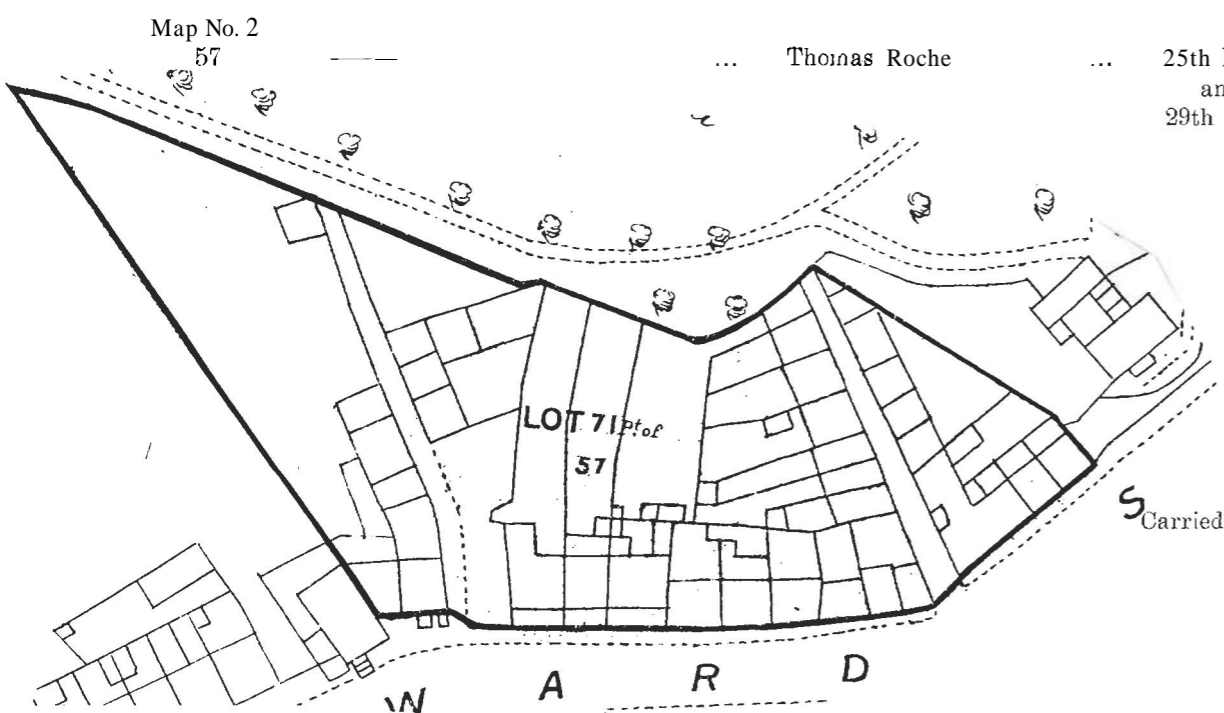 Map No. 2
57 —— ... Thomas Roche ... 25th
an
29th
LOT 71 Pt of
57
S
Carried
W A R D